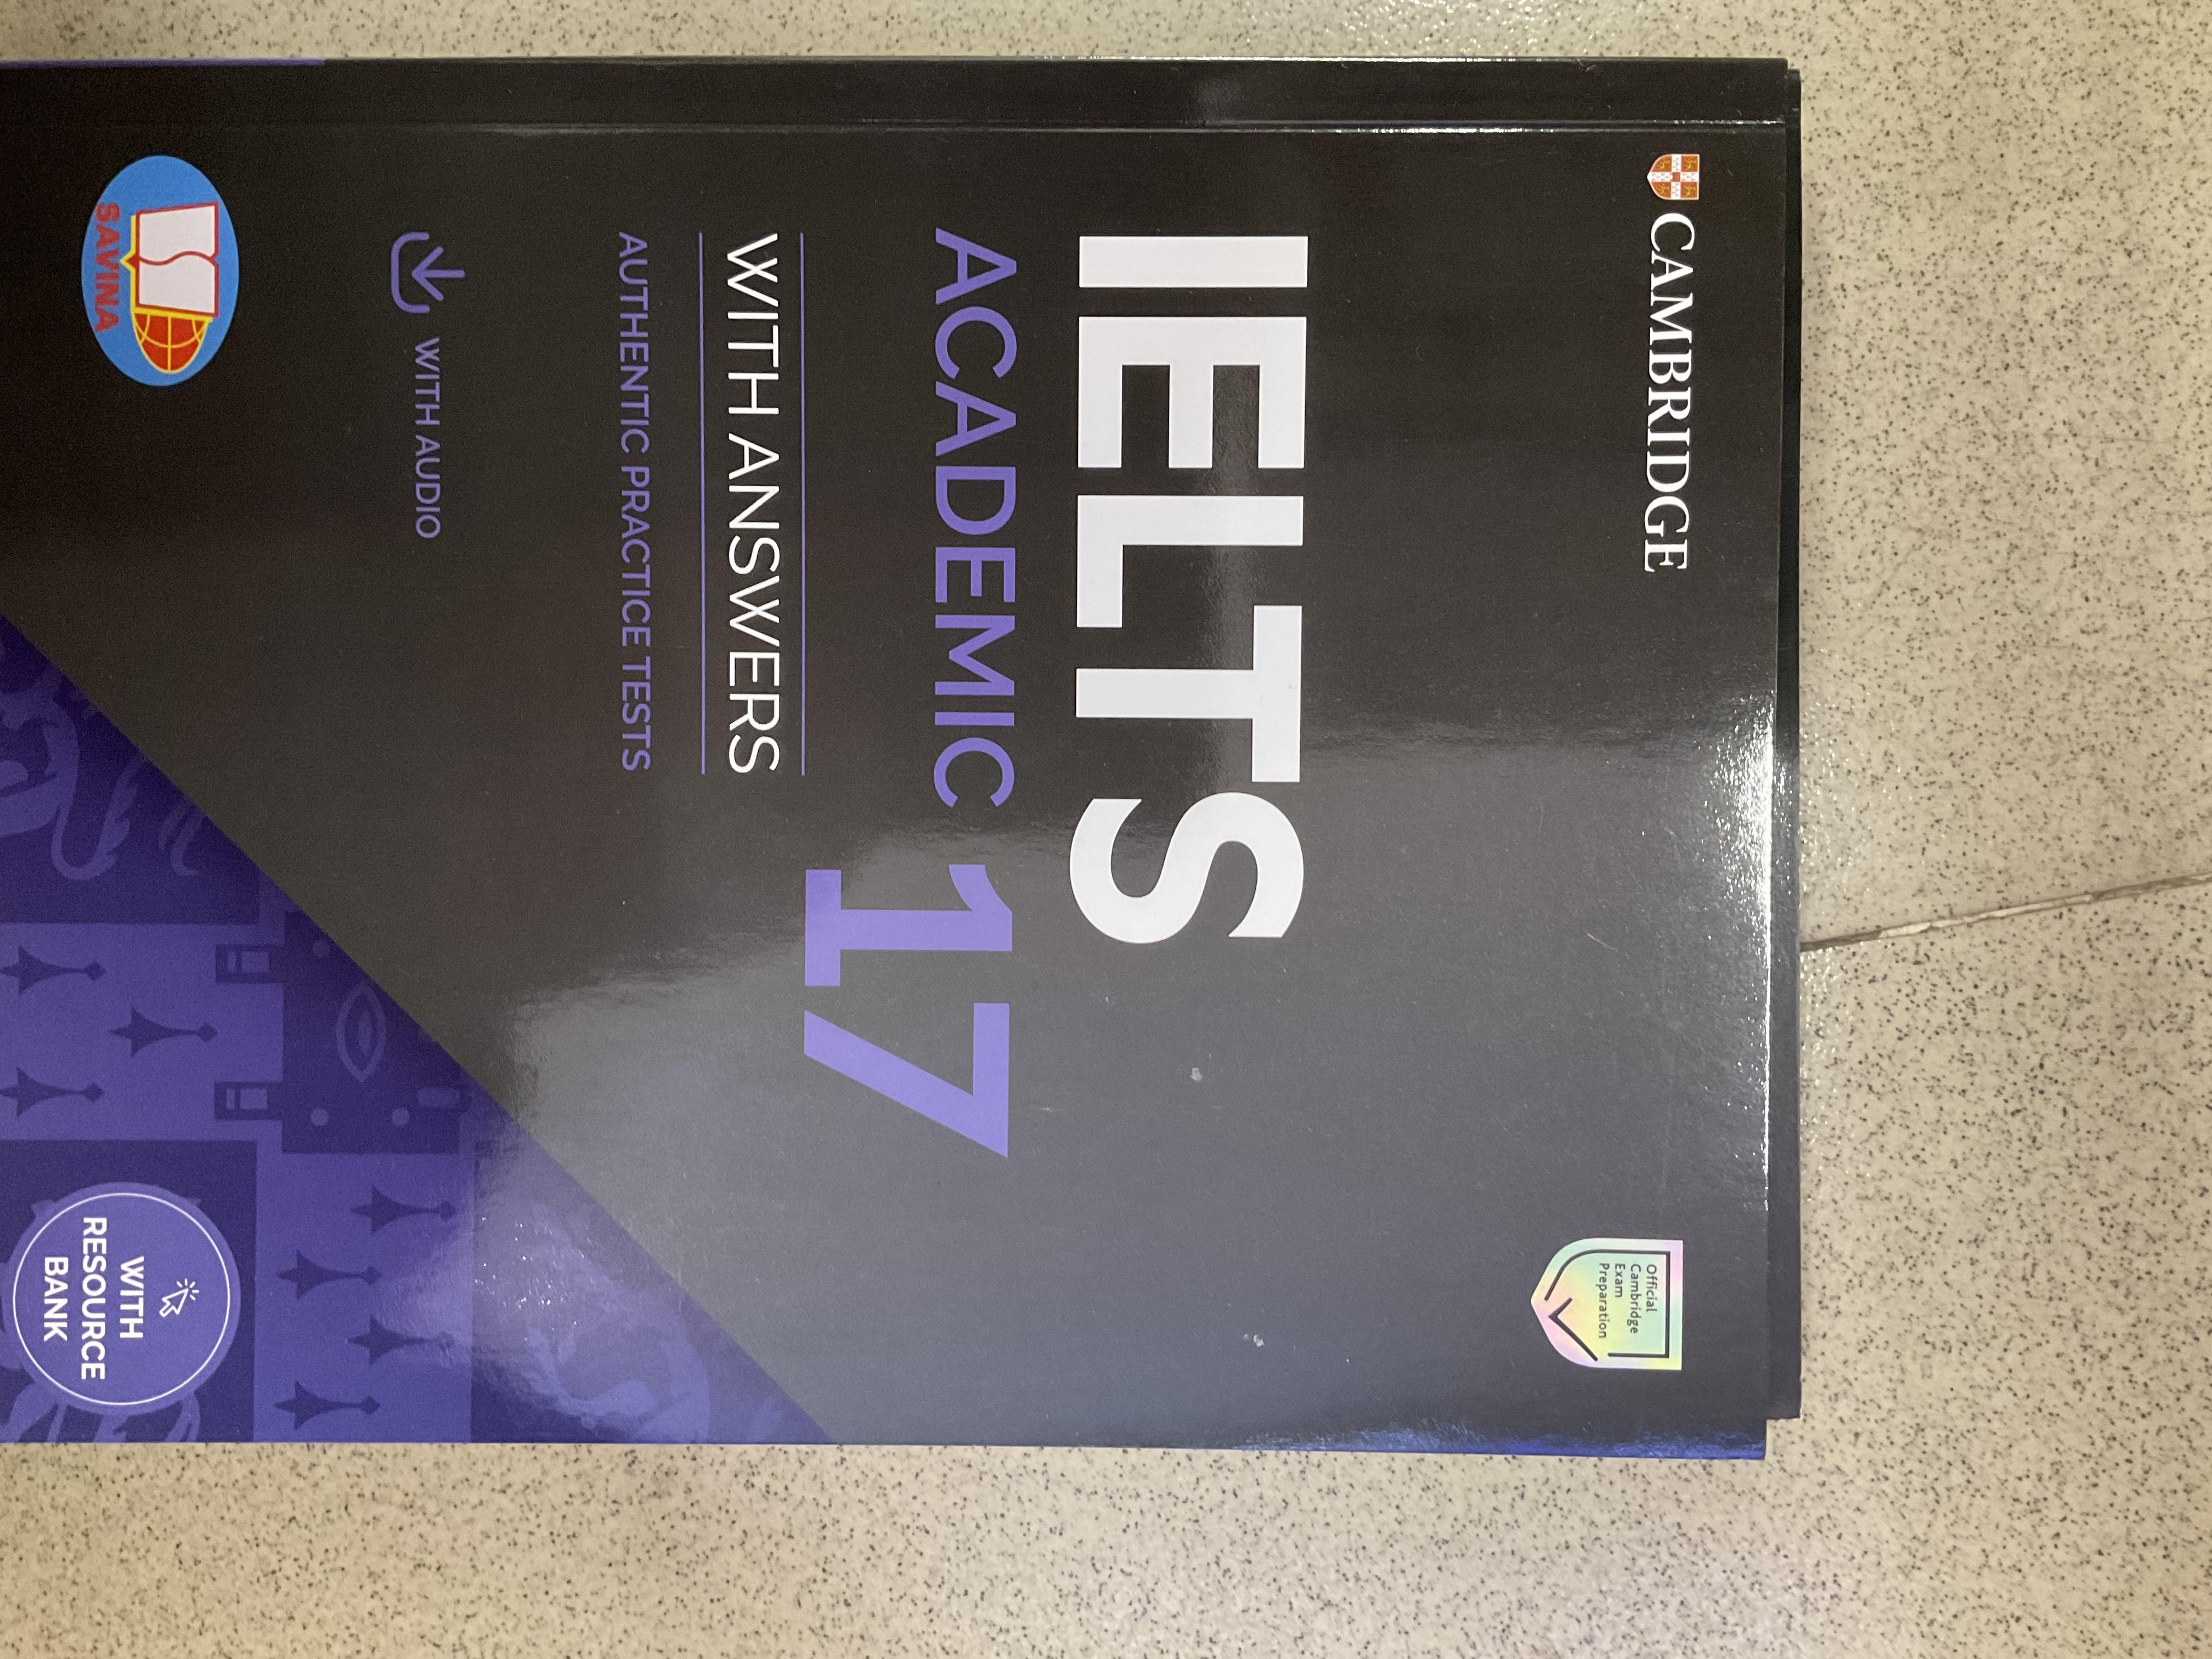 CAMBRIDGE
Official
Cambridge
Exam
Preparation
IELTS
ACADEMIC 17
WITH ANSWERS
AUTHENTIC PRACTICE TESTS
WITH AUDIO
SAVINA
WITH
RESOURCE
BANK